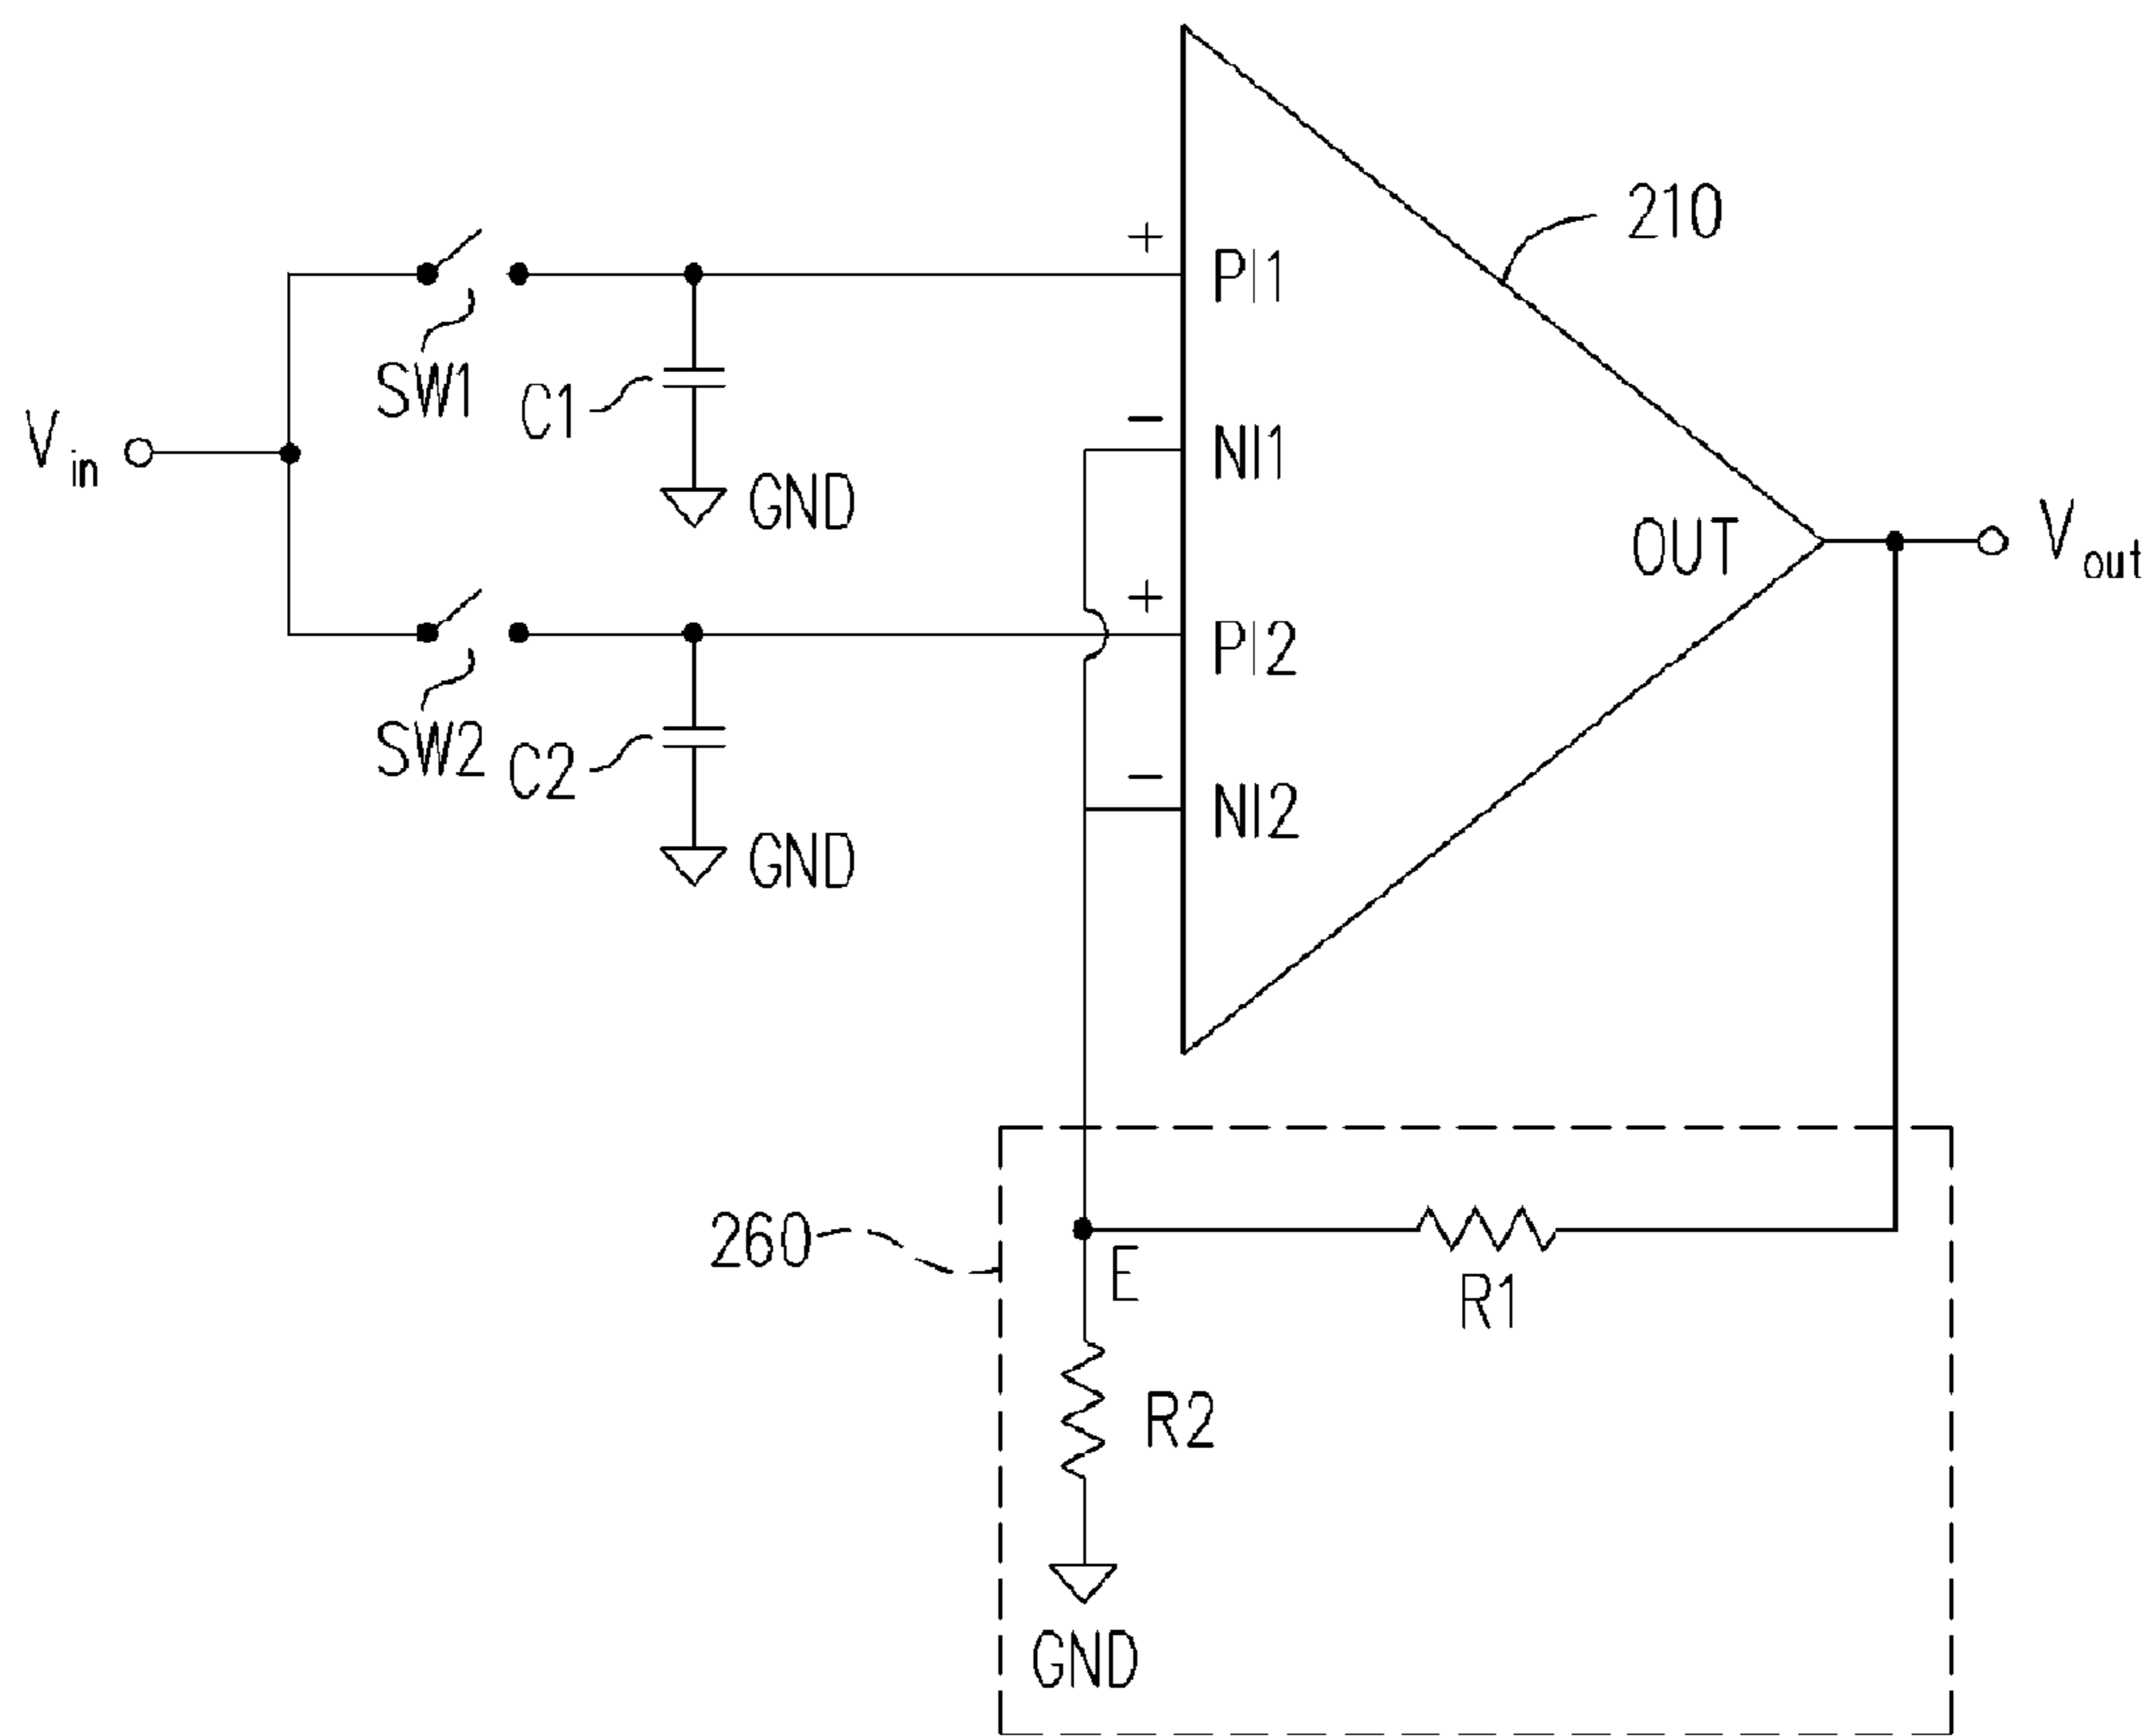 210
+
PI1
SW1
C1
Vin
−
NI1
GND
OUT
Vout
+
PI2
SW2
C2
−
NI2
GND
260
E
R1
R2
GND